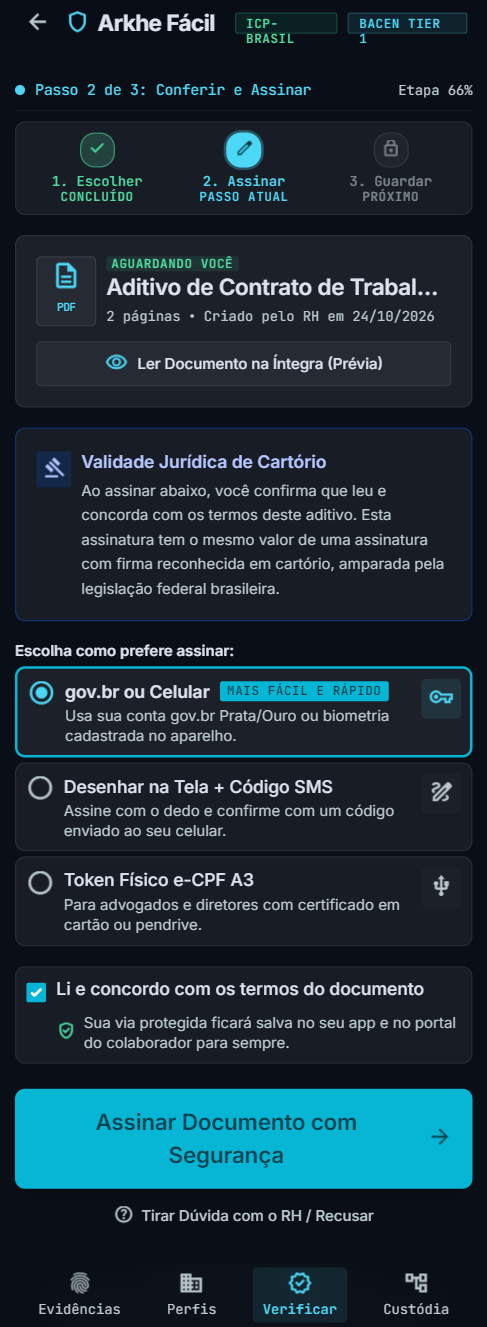 Arkhe Fácil
ICP-
BRASIL
BACEN TIER
1
Passo 2 de 3: Conferir e Assinar
Etapa 66%
1. Escolher
CONCLUÍDO
2. Assinar
PASSO ATUAL
3. Guardar
PRÓXIMO
PDF
AGUARDANDO VOCÊ
Aditivo de Contrato de Trabal...
2 páginas • Criado pelo RH em 24/10/2026
Ler Documento na Íntegra (Prévia)
Validade Jurídica de Cartório
Ao assinar abaixo, você confirma que leu e
concorda com os termos deste aditivo. Esta
assinatura tem o mesmo valor de uma assinatura
com firma reconhecida em cartório, amparada pela
legislação federal brasileira.
Escolha como prefere assinar:
gov.br ou Celular
MAIS FÁCIL E RÁPIDO
Usa sua conta gov.br Prata/Ouro ou biometria
cadastrada no aparelho.
Desenhar na Tela + Código SMS
Assine com o dedo e confirme com um código
enviado ao seu celular.
Token Físico e-CPF A3
Para advogados e diretores com certificado em
cartão ou pendrive.
Li e concordo com os termos do documento
Sua via protegida ficará salva no seu app e no portal
do colaborador para sempre.
Assinar Documento com
Segurança
Tirar Dúvida com o RH / Recusar
Evidências
Perfis
Verificar
Custódia